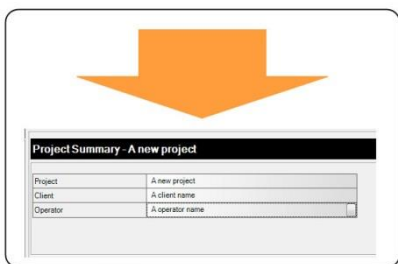 Project Summary - A new project
Project A new project
Client A client name
Operator A operator name